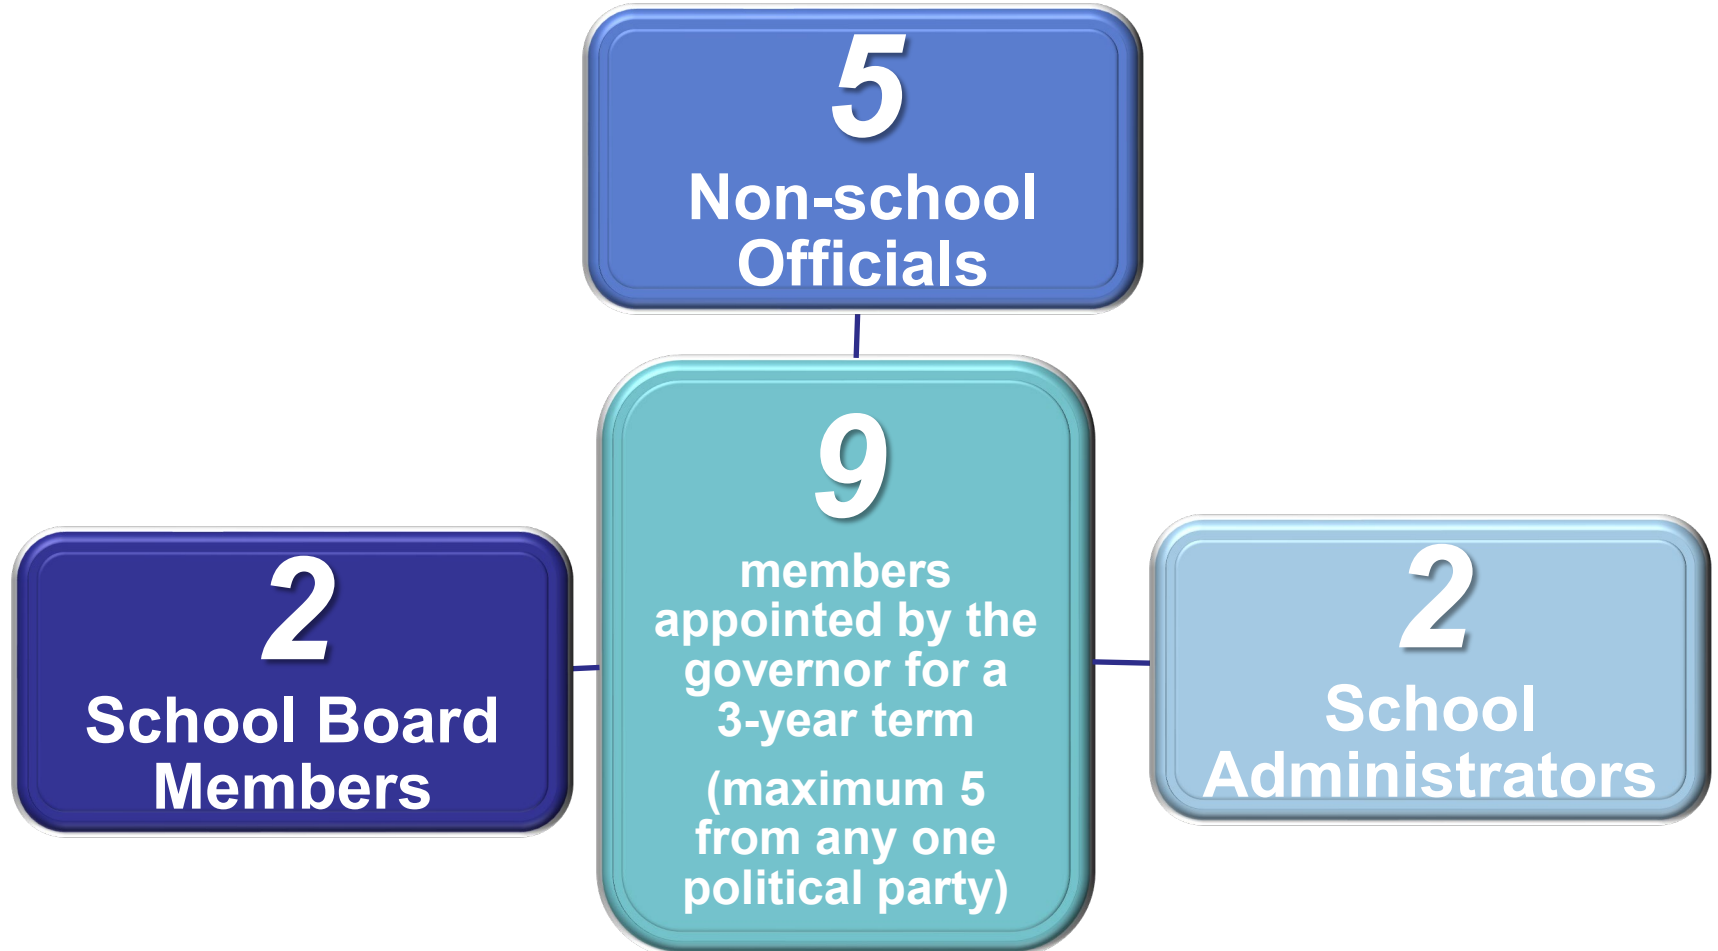 5
Non-school
Officials
9
members
appointed by the
governor for a
3-year term
(maximum 5
from any one
political party)
2
School Board
Members
2
School
Administrators